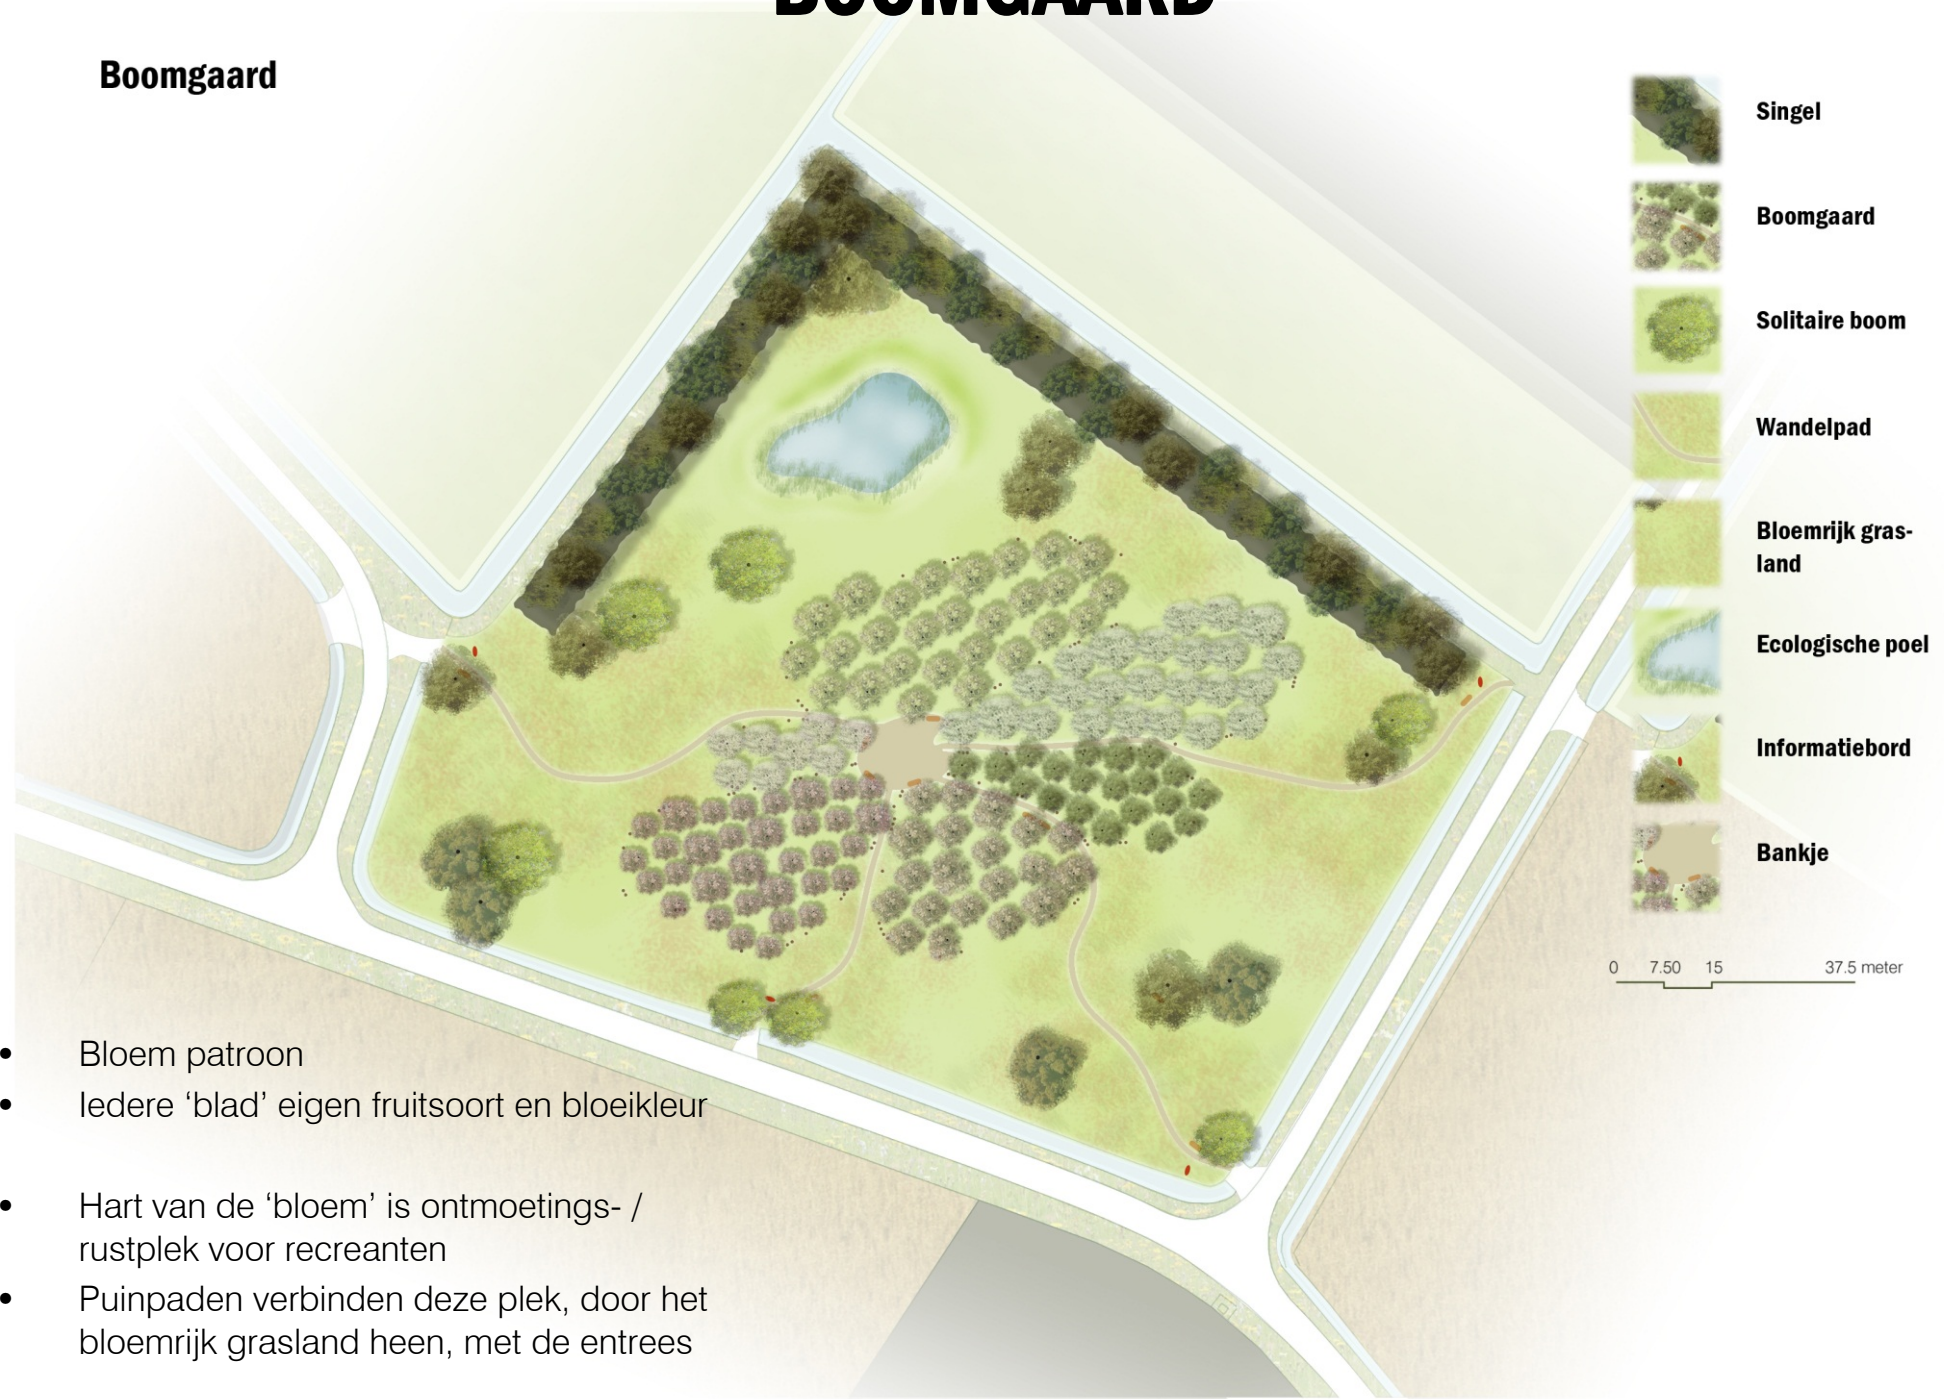 BOOMGAARD
Boomgaard
Singel
Boomgaard
Solitaire boom
Wandelpad
Bloemrijk gras-
land
Ecologische poel
Informatiebord
Bankje
0 7.50 15 37.5 meter
• Bloem patroon
• Iedere ‘blad’ eigen fruitsoort en bloeikleur
• Hart van de ‘bloem’ is ontmoetings- /
rustplek voor recreanten
• Puinpaden verbinden deze plek, door het
bloemrijk grasland heen, met de entrees